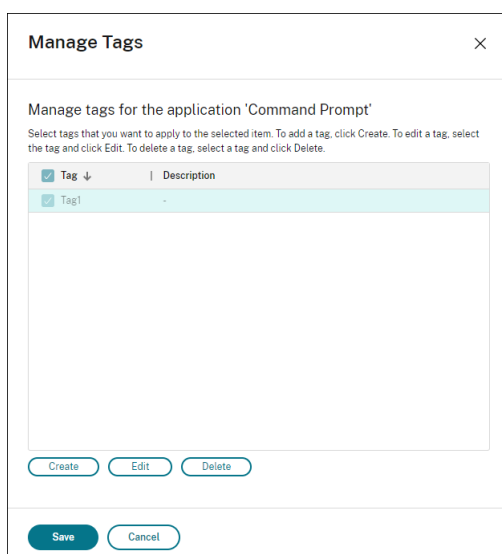 Manage Tags
Manage tags for the application 'Command Prompt'
Select tags that you want to apply to the selected item. To add a tag, click Create. To edit a tag, select
the tag and click Edit. To delete a tag, select a tag and click Delete.
Tag ↓ | Description
Tag1 -
Create Edit Delete
Save Cancel